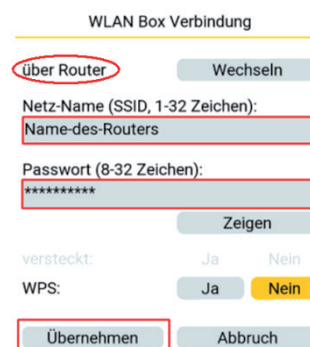 WLAN Box Verbindung
über Router Wechseln
Netz-Name (SSID, 1-32 Zeichen):
Name-des-Routers
Passwort (8-32 Zeichen):
**********
Zeigen
versteckt: Ja Nein
WPS: Ja Nein
Übernehmen Abbruch